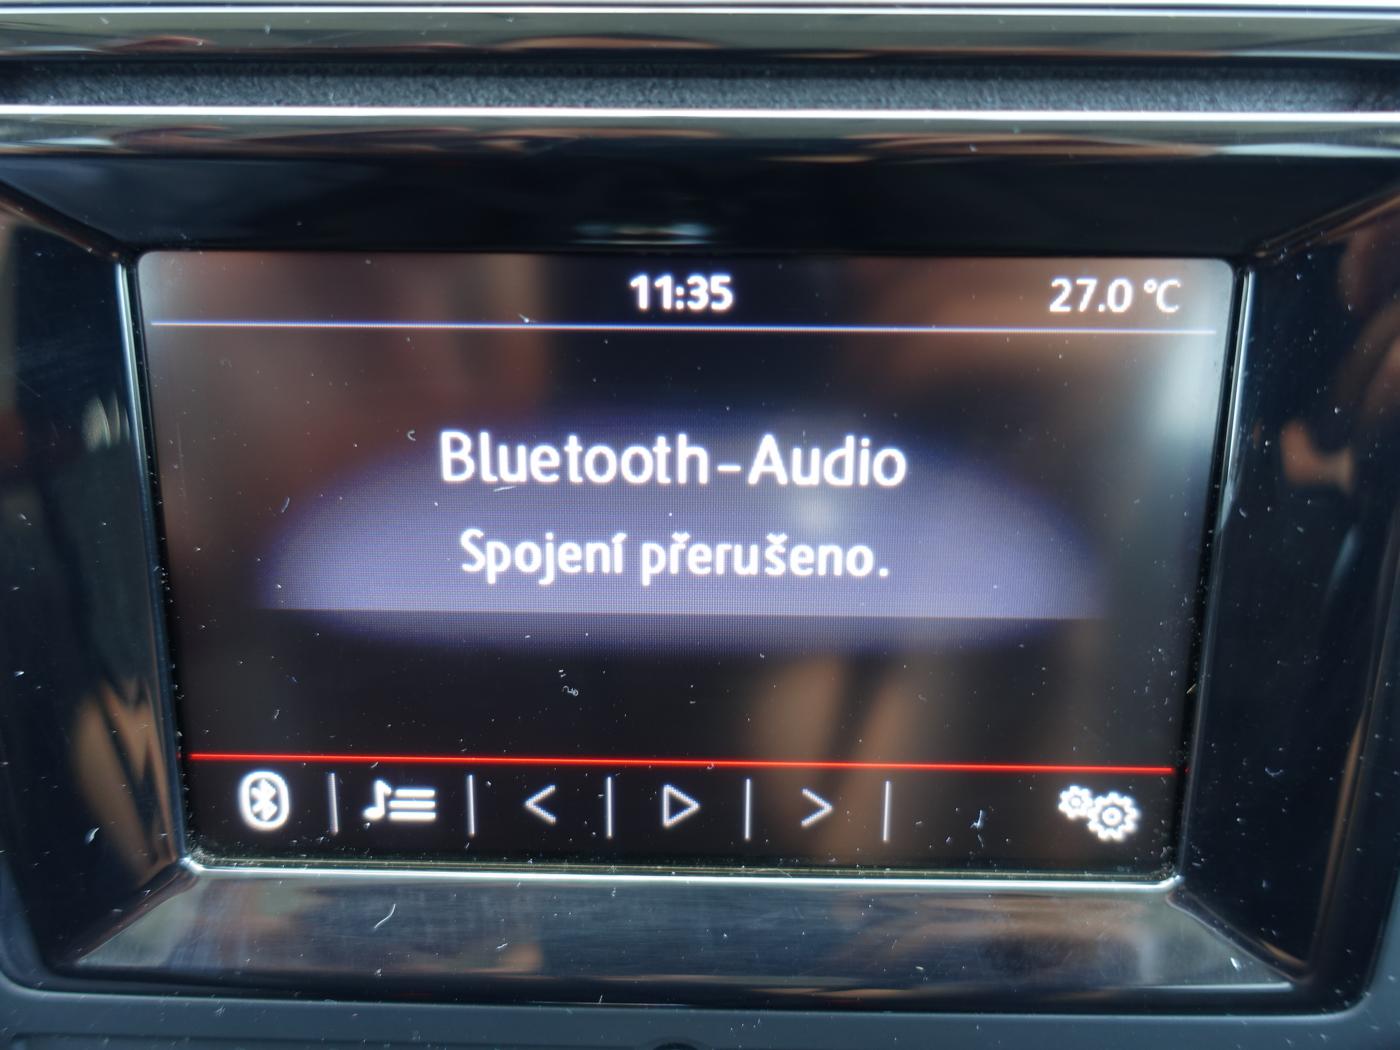 11:35 27.0 °C
Bluetooth-Audio
Spojení přerušeno.